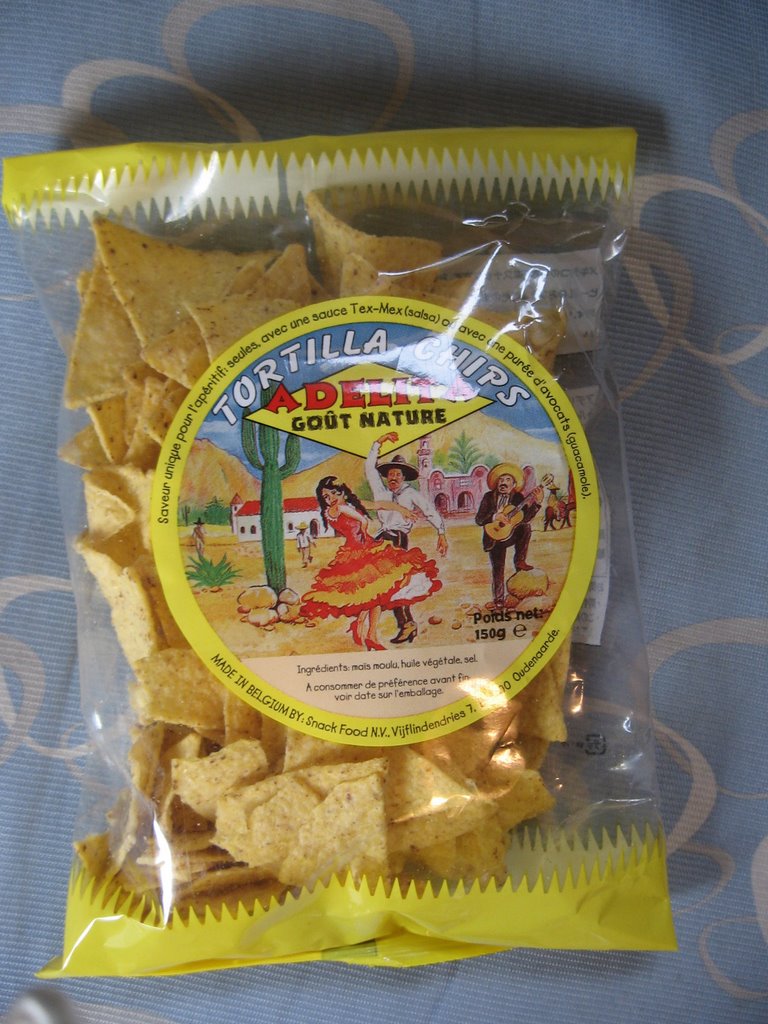 Saveur unique pour l'apéritif: seules, avec une sauce Tex-Mex (salsa) ou avec une purée d'avocats (guacamole).
TORTILLA CHIPS
ADELITA
GOÛT NATURE
Poids net:
150g e
Ingrédients: maïs moulu, huile végétale, sel.
A consommer de préférence avant fin
voir date sur l'emballage.
MADE IN BELGIUM BY: Snack Food N.V., Vijflindendries 7, Oudenaarde.